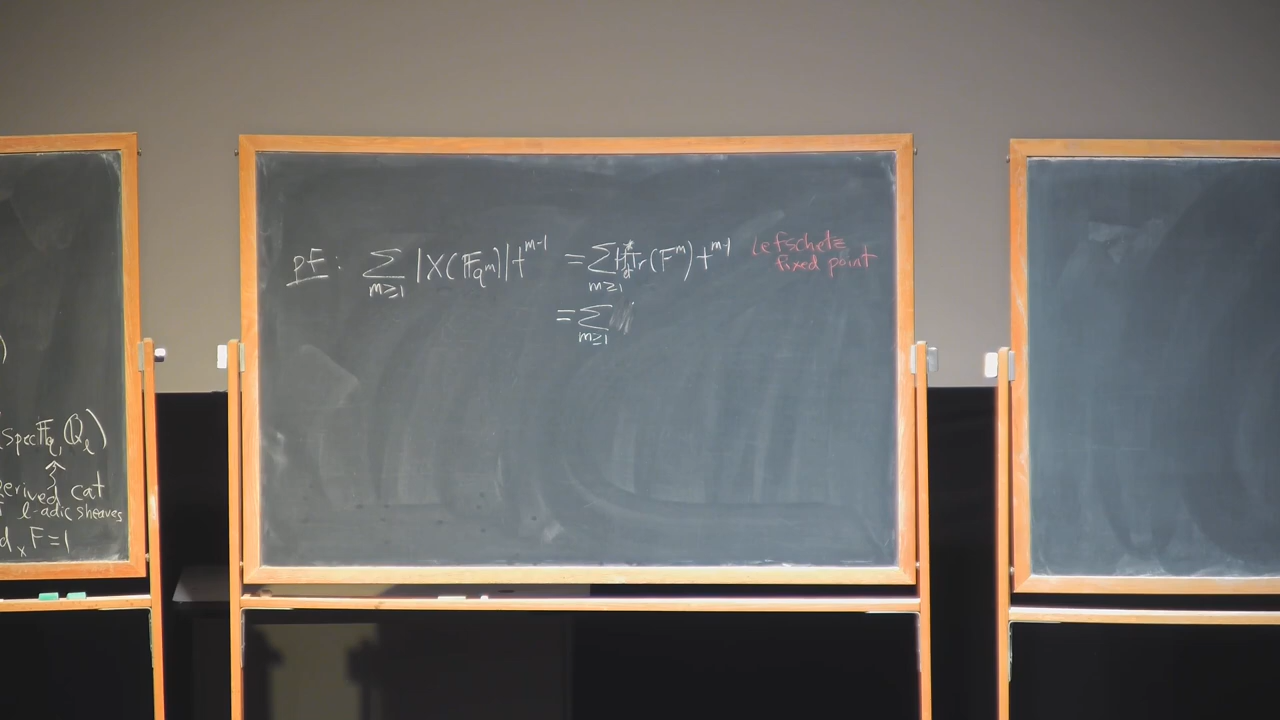 )
(Spec 𝔽_q, ℚ_ℓ)
derived cat
ℓ-adic sheaves
d_x F=1
pf: ∑_{m≥1} |X(𝔽_{q^m})| t^{m-1} = ∑_{m≥1} Tr(F^m) t^{m-1} Lefschetz
fixed point
= ∑_{m≥1}